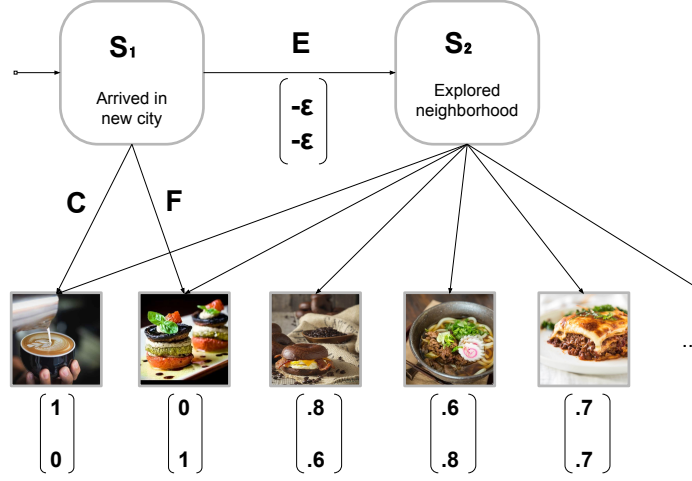 S₁
E
S₂
Arrived in
new city
-ε
-ε
Explored
neighborhood
C
F
...
1
0
0
1
.8
.6
.6
.8
.7
.7